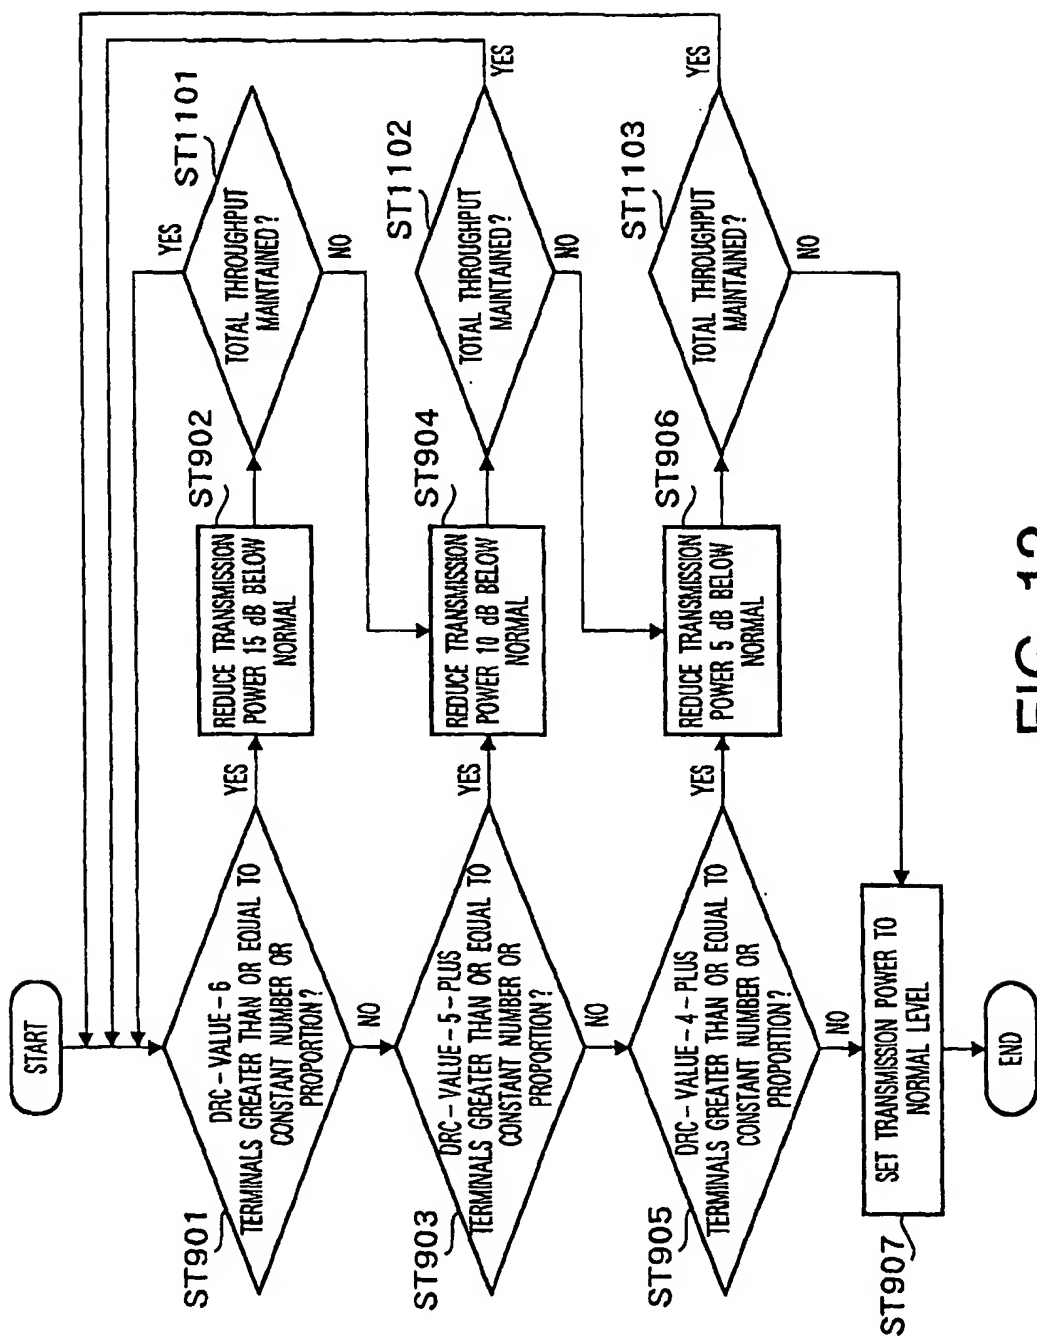 START
ST901
DRC-VALUE-6
TERMINALS GREATER THAN OR EQUAL TO
CONSTANT NUMBER OR
PROPORTION?
YES
NO
REDUCE TRANSMISSION
POWER 15 dB BELOW
NORMAL
ST902
TOTAL THROUGHPUT
MAINTAINED?
ST1101
YES
NO
ST903
DRC-VALUE-5-PLUS
TERMINALS GREATER THAN OR EQUAL TO
CONSTANT NUMBER OR
PROPORTION?
YES
NO
REDUCE TRANSMISSION
POWER 10 dB BELOW
NORMAL
ST904
TOTAL THROUGHPUT
MAINTAINED?
ST1102
YES
NO
ST905
DRC-VALUE-4-PLUS
TERMINALS GREATER THAN OR EQUAL TO
CONSTANT NUMBER OR
PROPORTION?
YES
NO
REDUCE TRANSMISSION
POWER 5 dB BELOW
NORMAL
ST906
TOTAL THROUGHPUT
MAINTAINED?
ST1103
YES
NO
ST907
SET TRANSMISSION POWER TO
NORMAL LEVEL
END